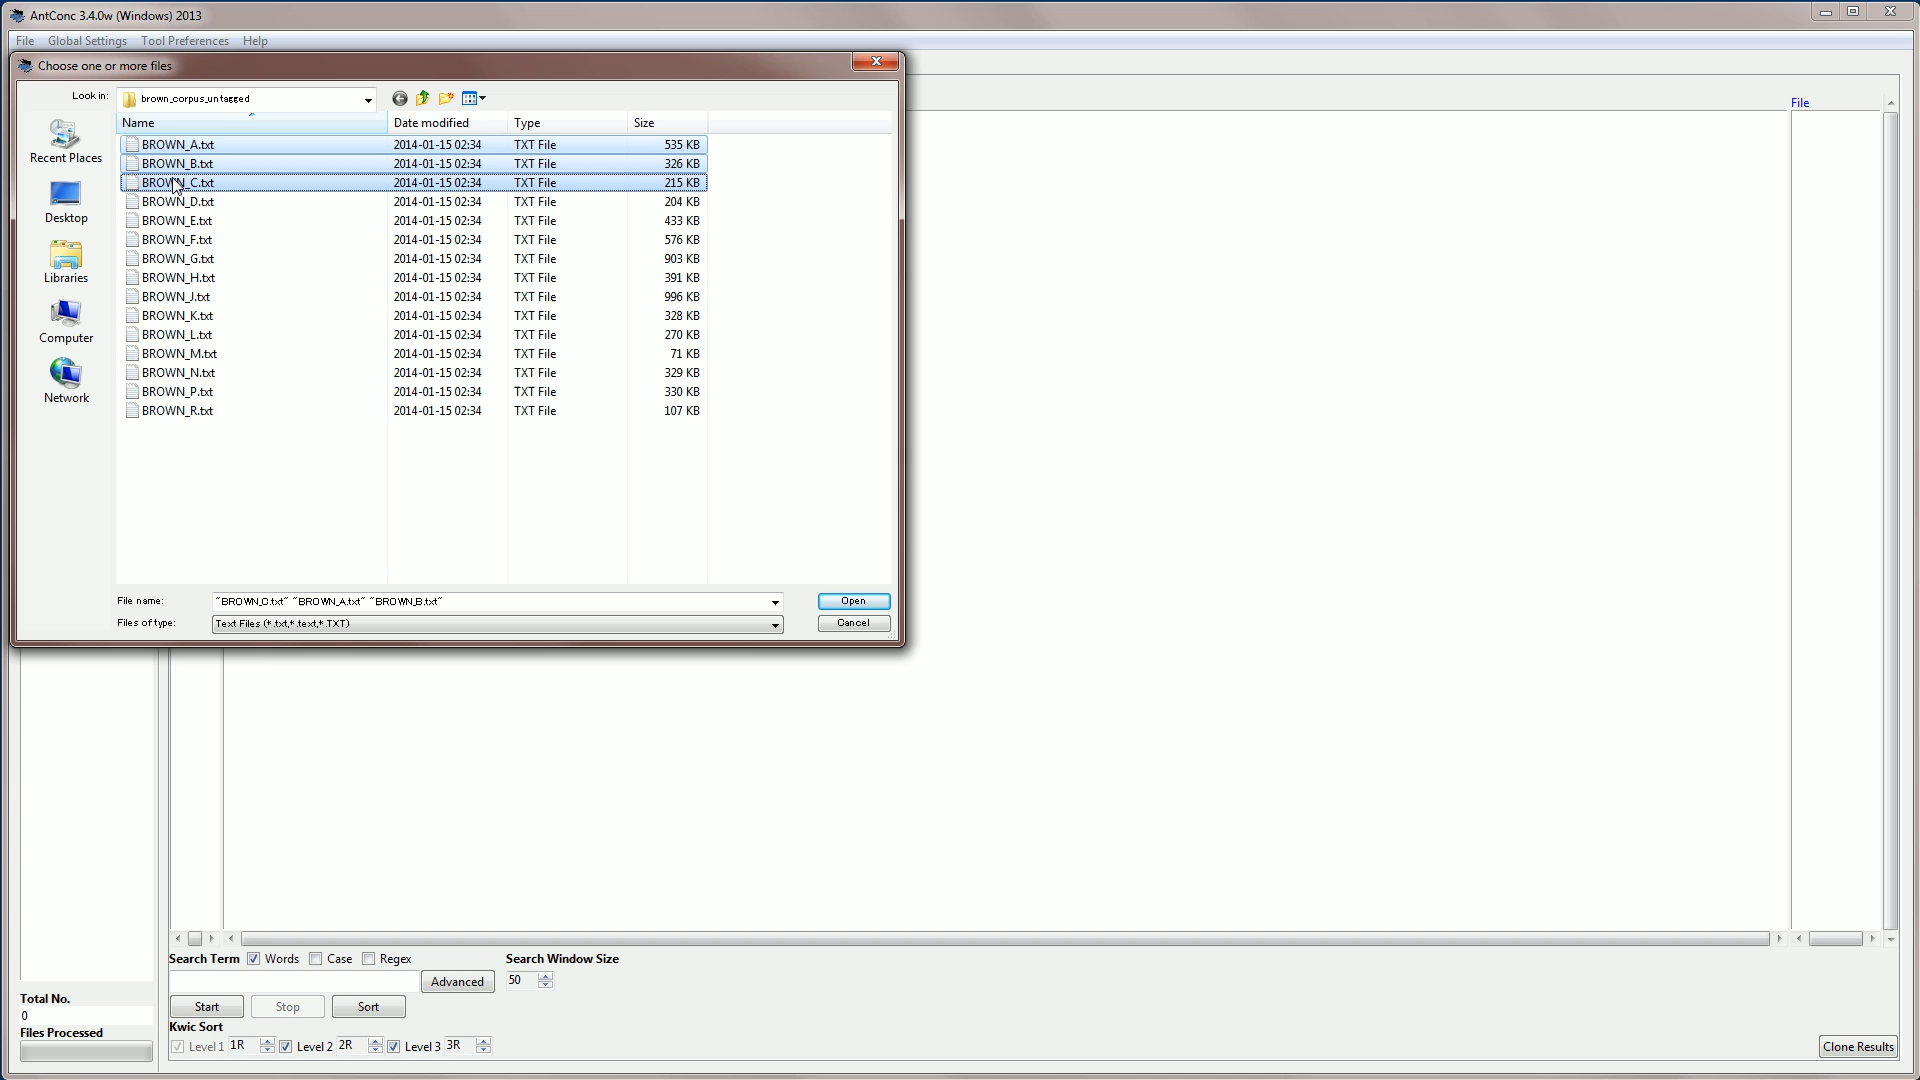 AntConc 3.4.0w (Windows) 2013
File Global Settings Tool Preferences Help
Choose one or more files
Look in: brown_corpus_untagged
Name Date modified Type Size
File
BROWN_A.txt 2014-01-15 02:34 TXT File 535 KB
BROWN_B.txt 2014-01-15 02:34 TXT File 326 KB
BROWN_C.txt 2014-01-15 02:34 TXT File 215 KB
BROWN_D.txt 2014-01-15 02:34 TXT File 204 KB
BROWN_E.txt 2014-01-15 02:34 TXT File 433 KB
BROWN_F.txt 2014-01-15 02:34 TXT File 576 KB
BROWN_G.txt 2014-01-15 02:34 TXT File 903 KB
BROWN_H.txt 2014-01-15 02:34 TXT File 391 KB
BROWN_J.txt 2014-01-15 02:34 TXT File 996 KB
BROWN_K.txt 2014-01-15 02:34 TXT File 328 KB
BROWN_L.txt 2014-01-15 02:34 TXT File 270 KB
BROWN_M.txt 2014-01-15 02:34 TXT File 71 KB
BROWN_N.txt 2014-01-15 02:34 TXT File 329 KB
BROWN_P.txt 2014-01-15 02:34 TXT File 330 KB
BROWN_R.txt 2014-01-15 02:34 TXT File 107 KB
Recent Places
Desktop
Libraries
Computer
Network
File name: "BROWN_C.txt" "BROWN_A.txt" "BROWN_B.txt" Open
Files of type: Text Files (*.txt,*.text,*.TXT) Cancel
Search Term Words Case Regex Search Window Size
Advanced 50
Start Stop Sort
Kwic Sort
Level 1 1R Level 2 2R Level 3 3R
Total No.
0
Files Processed
Clone Results